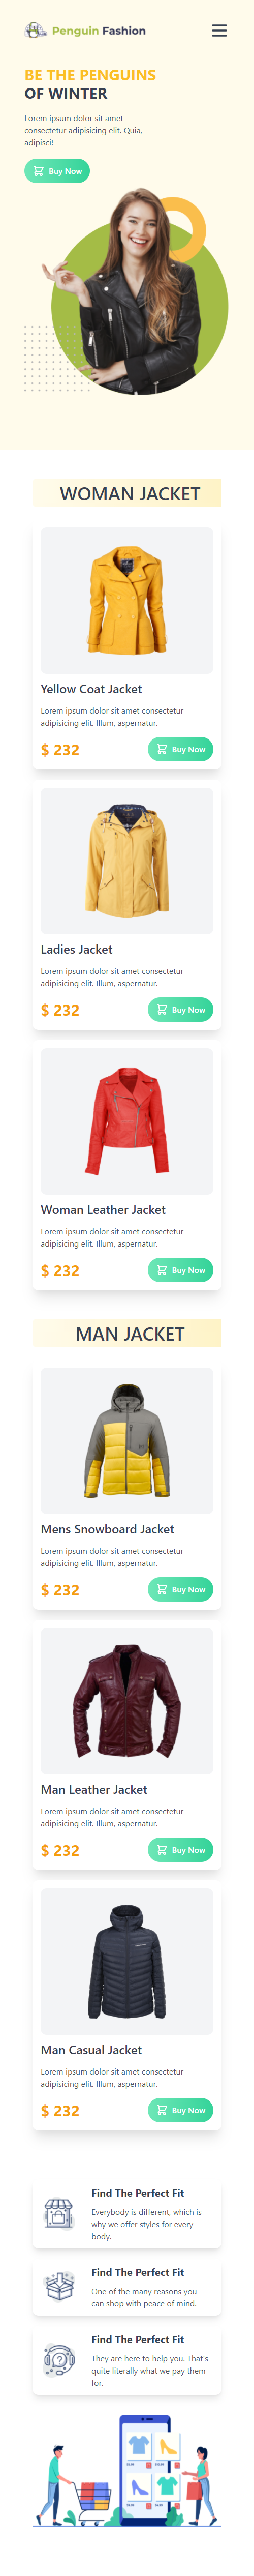 Penguin Fashion
BE THE PENGUINS
OF WINTER
Lorem ipsum dolor sit amet
consectetur adipisicing elit. Quia,
adipisci!
Buy Now
WOMAN JACKET
Yellow Coat Jacket
Lorem ipsum dolor sit amet consectetur
adipisicing elit. Illum, aspernatur.
$ 232
Buy Now
Ladies Jacket
Lorem ipsum dolor sit amet consectetur
adipisicing elit. Illum, aspernatur.
$ 232
Buy Now
Woman Leather Jacket
Lorem ipsum dolor sit amet consectetur
adipisicing elit. Illum, aspernatur.
$ 232
Buy Now
MAN JACKET
Mens Snowboard Jacket
Lorem ipsum dolor sit amet consectetur
adipisicing elit. Illum, aspernatur.
$ 232
Buy Now
Man Leather Jacket
Lorem ipsum dolor sit amet consectetur
adipisicing elit. Illum, aspernatur.
$ 232
Buy Now
Man Casual Jacket
Lorem ipsum dolor sit amet consectetur
adipisicing elit. Illum, aspernatur.
$ 232
Buy Now
Find The Perfect Fit
Everybody is different, which is
why we offer styles for every
body.
Find The Perfect Fit
One of the many reasons you
can shop with peace of mind.
Find The Perfect Fit
They are here to help you. That's
quite literally what we pay them
for.